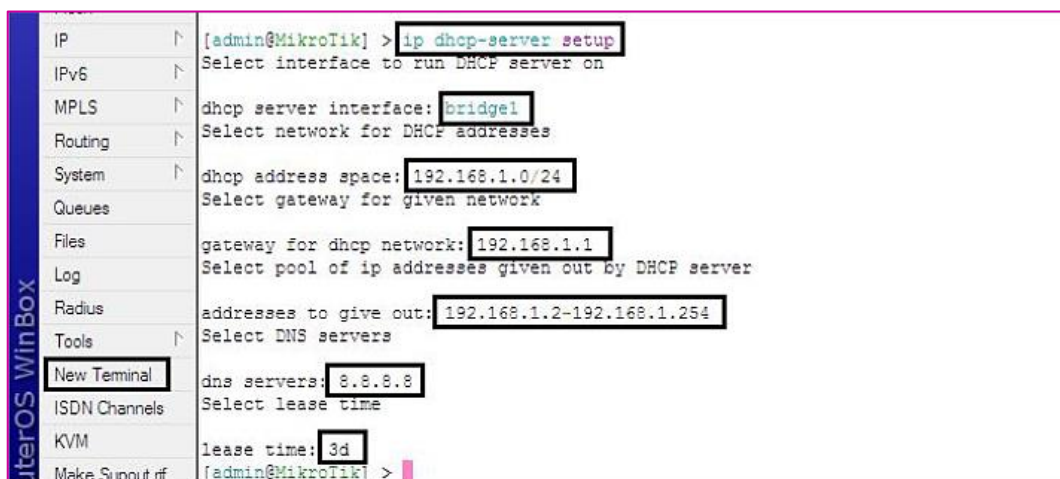 IP
IPv6
MPLS
Routing
System
Queues
Files
Log
Radius
Tools
New Terminal
ISDN Channels
KVM
Make Supout.rif
uterOS WinBox
[admin@MikroTik] > ip dhcp-server setup
Select interface to run DHCP server on
dhcp server interface: bridge1
Select network for DHCP addresses
dhcp address space: 192.168.1.0/24
Select gateway for given network
gateway for dhcp network: 192.168.1.1
Select pool of ip addresses given out by DHCP server
addresses to give out: 192.168.1.2-192.168.1.254
Select DNS servers
dns servers: 8.8.8.8
Select lease time
lease time: 3d
[admin@MikroTik] >